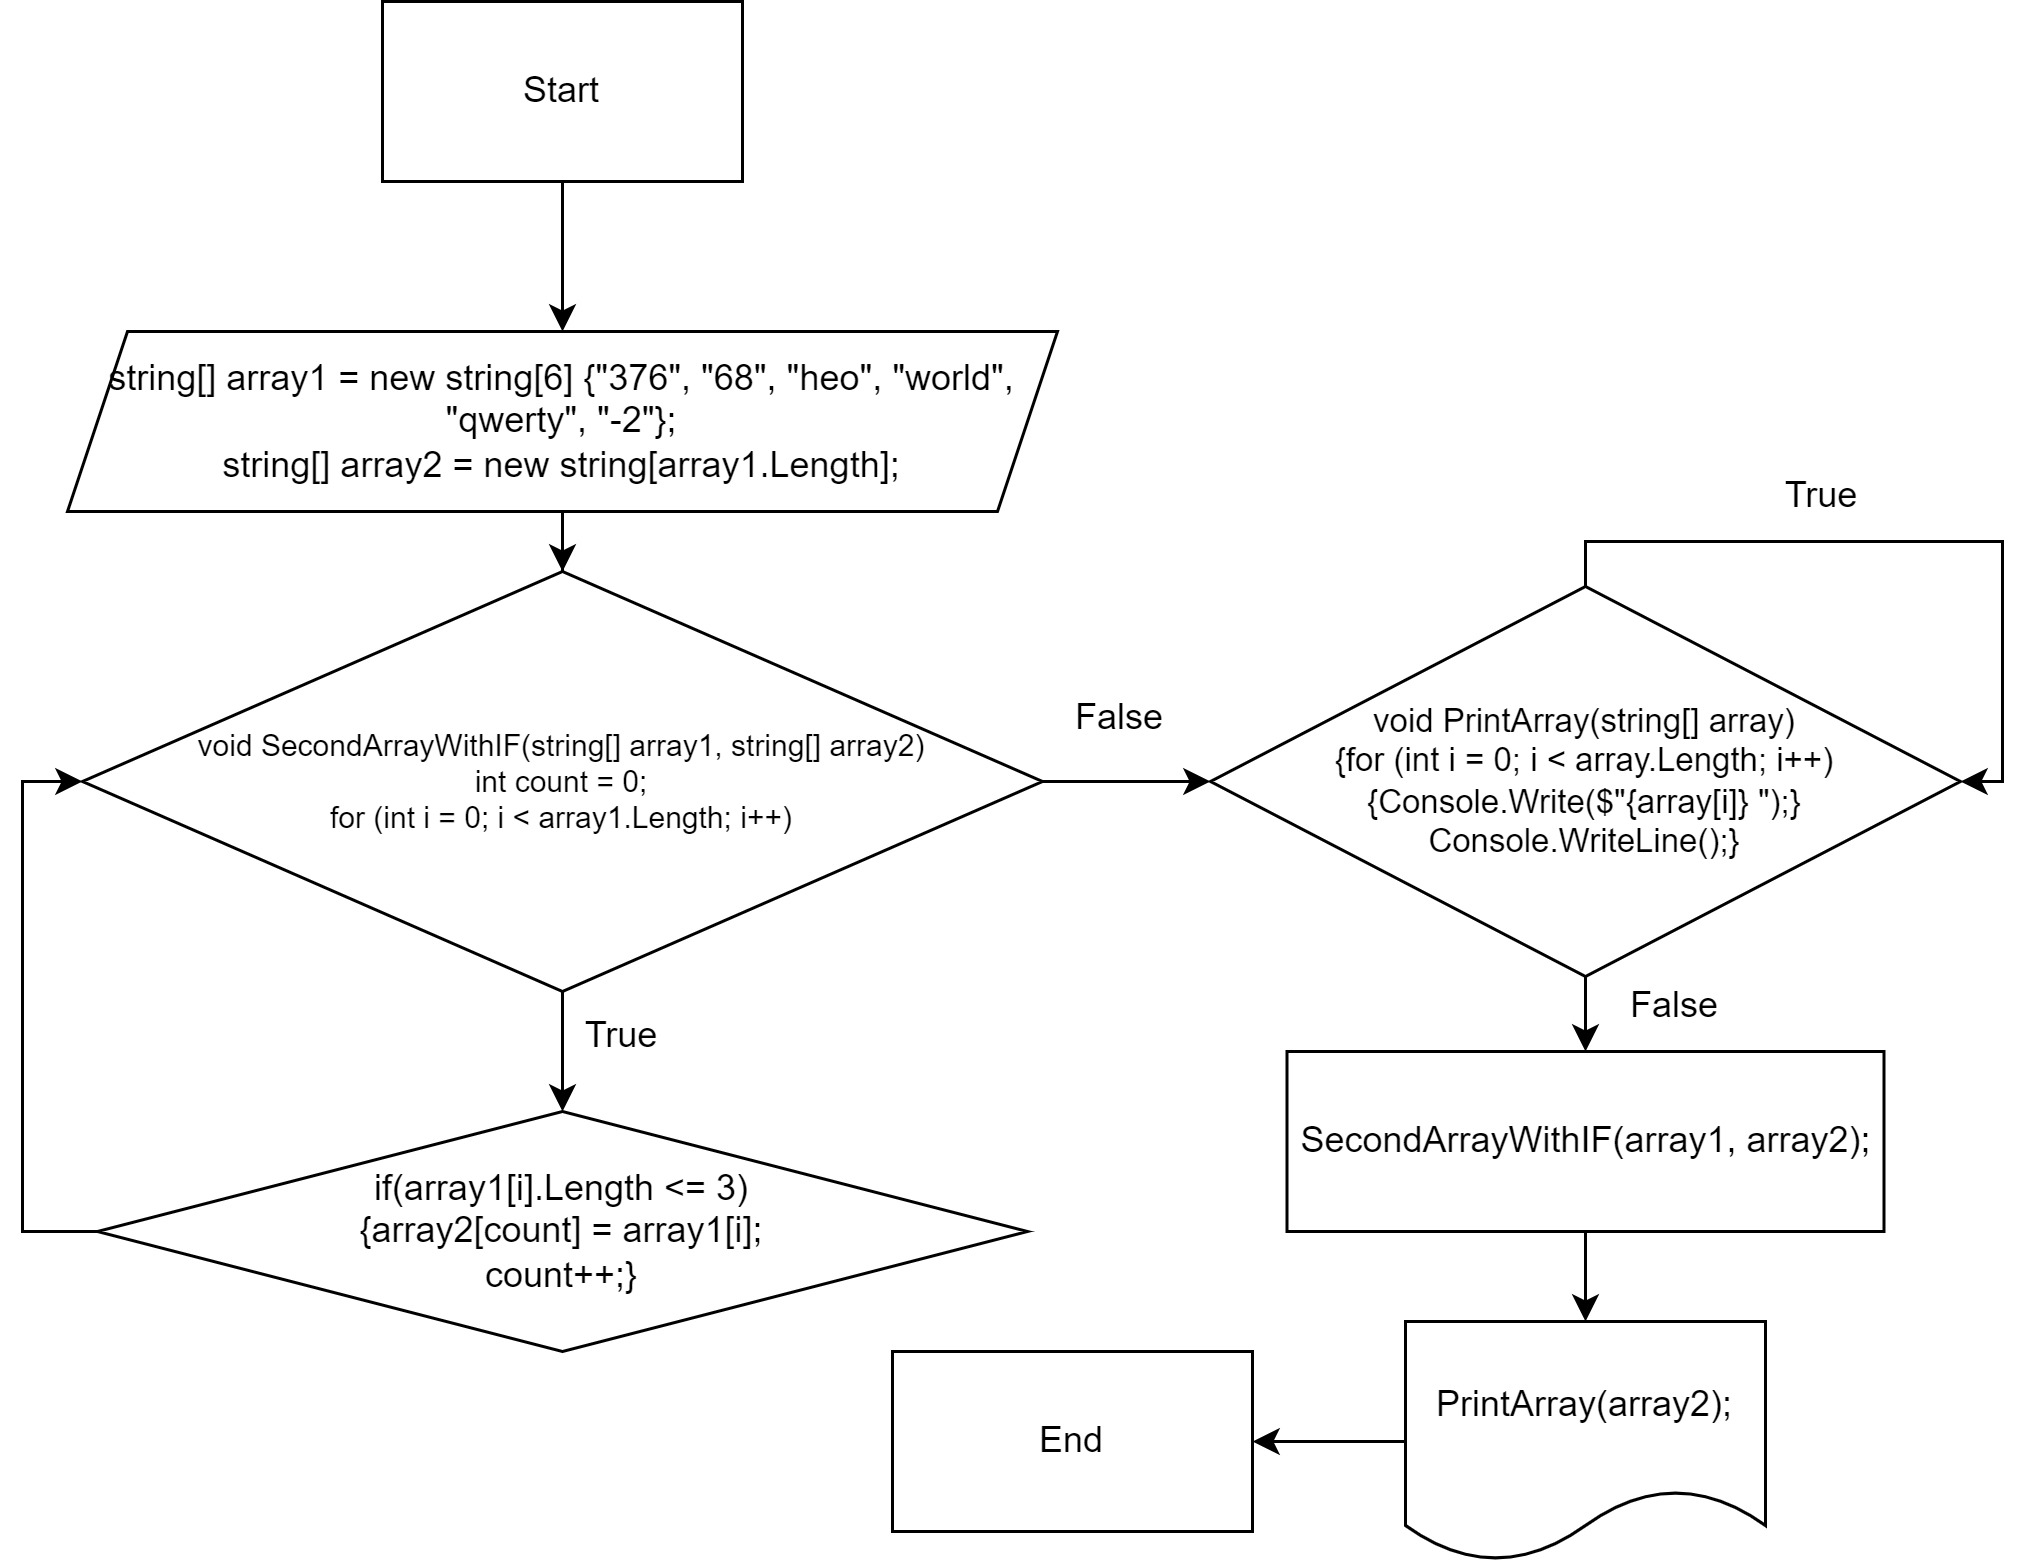 Start
string[] array1 = new string[6] {"376", "68", "heo", "world",
"qwerty", "-2"};
string[] array2 = new string[array1.Length];
void SecondArrayWithIF(string[] array1, string[] array2)
int count = 0;
for (int i = 0; i < array1.Length; i++)
False
True
void PrintArray(string[] array)
{for (int i = 0; i < array.Length; i++)
{Console.Write($"{array[i]} ");}
Console.WriteLine();}
True
if(array1[i].Length <= 3)
{array2[count] = array1[i];
count++;}
False
SecondArrayWithIF(array1, array2);
PrintArray(array2);
End